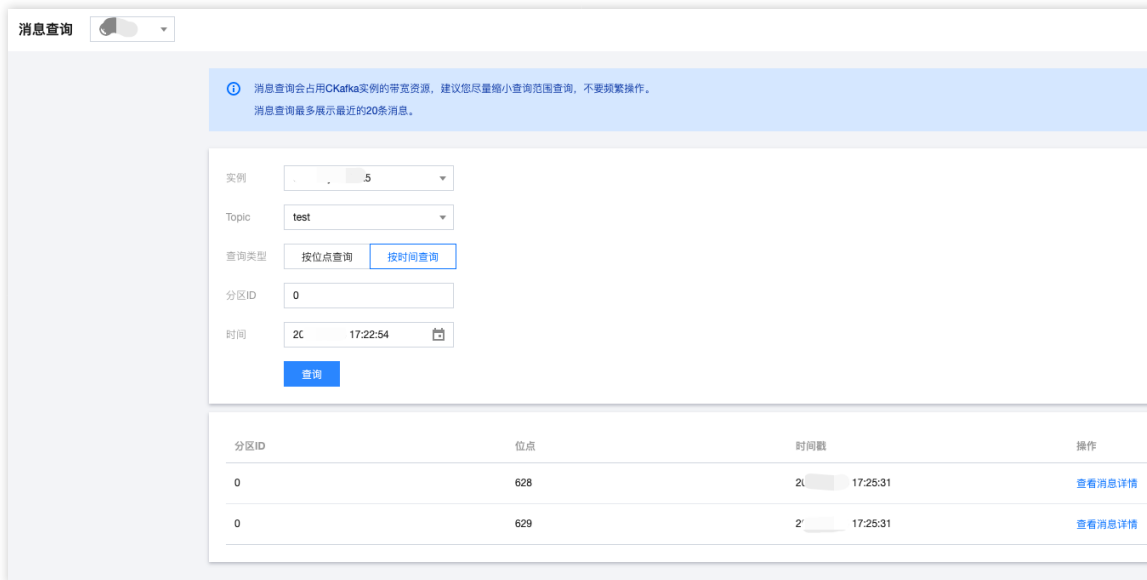 消息查询
消息查询会占用CKafka实例的带宽资源，建议您尽量缩小查询范围查询，不要频繁操作。
消息查询最多展示最近的20条消息。
实例 .5
Topic test
查询类型 按位点查询 按时间查询
分区ID 0
时间 20 17:22:54
查询
分区ID 位点 时间戳 操作
0 628 20 17:25:31 查看消息详情
0 629 2 17:25:31 查看消息详情